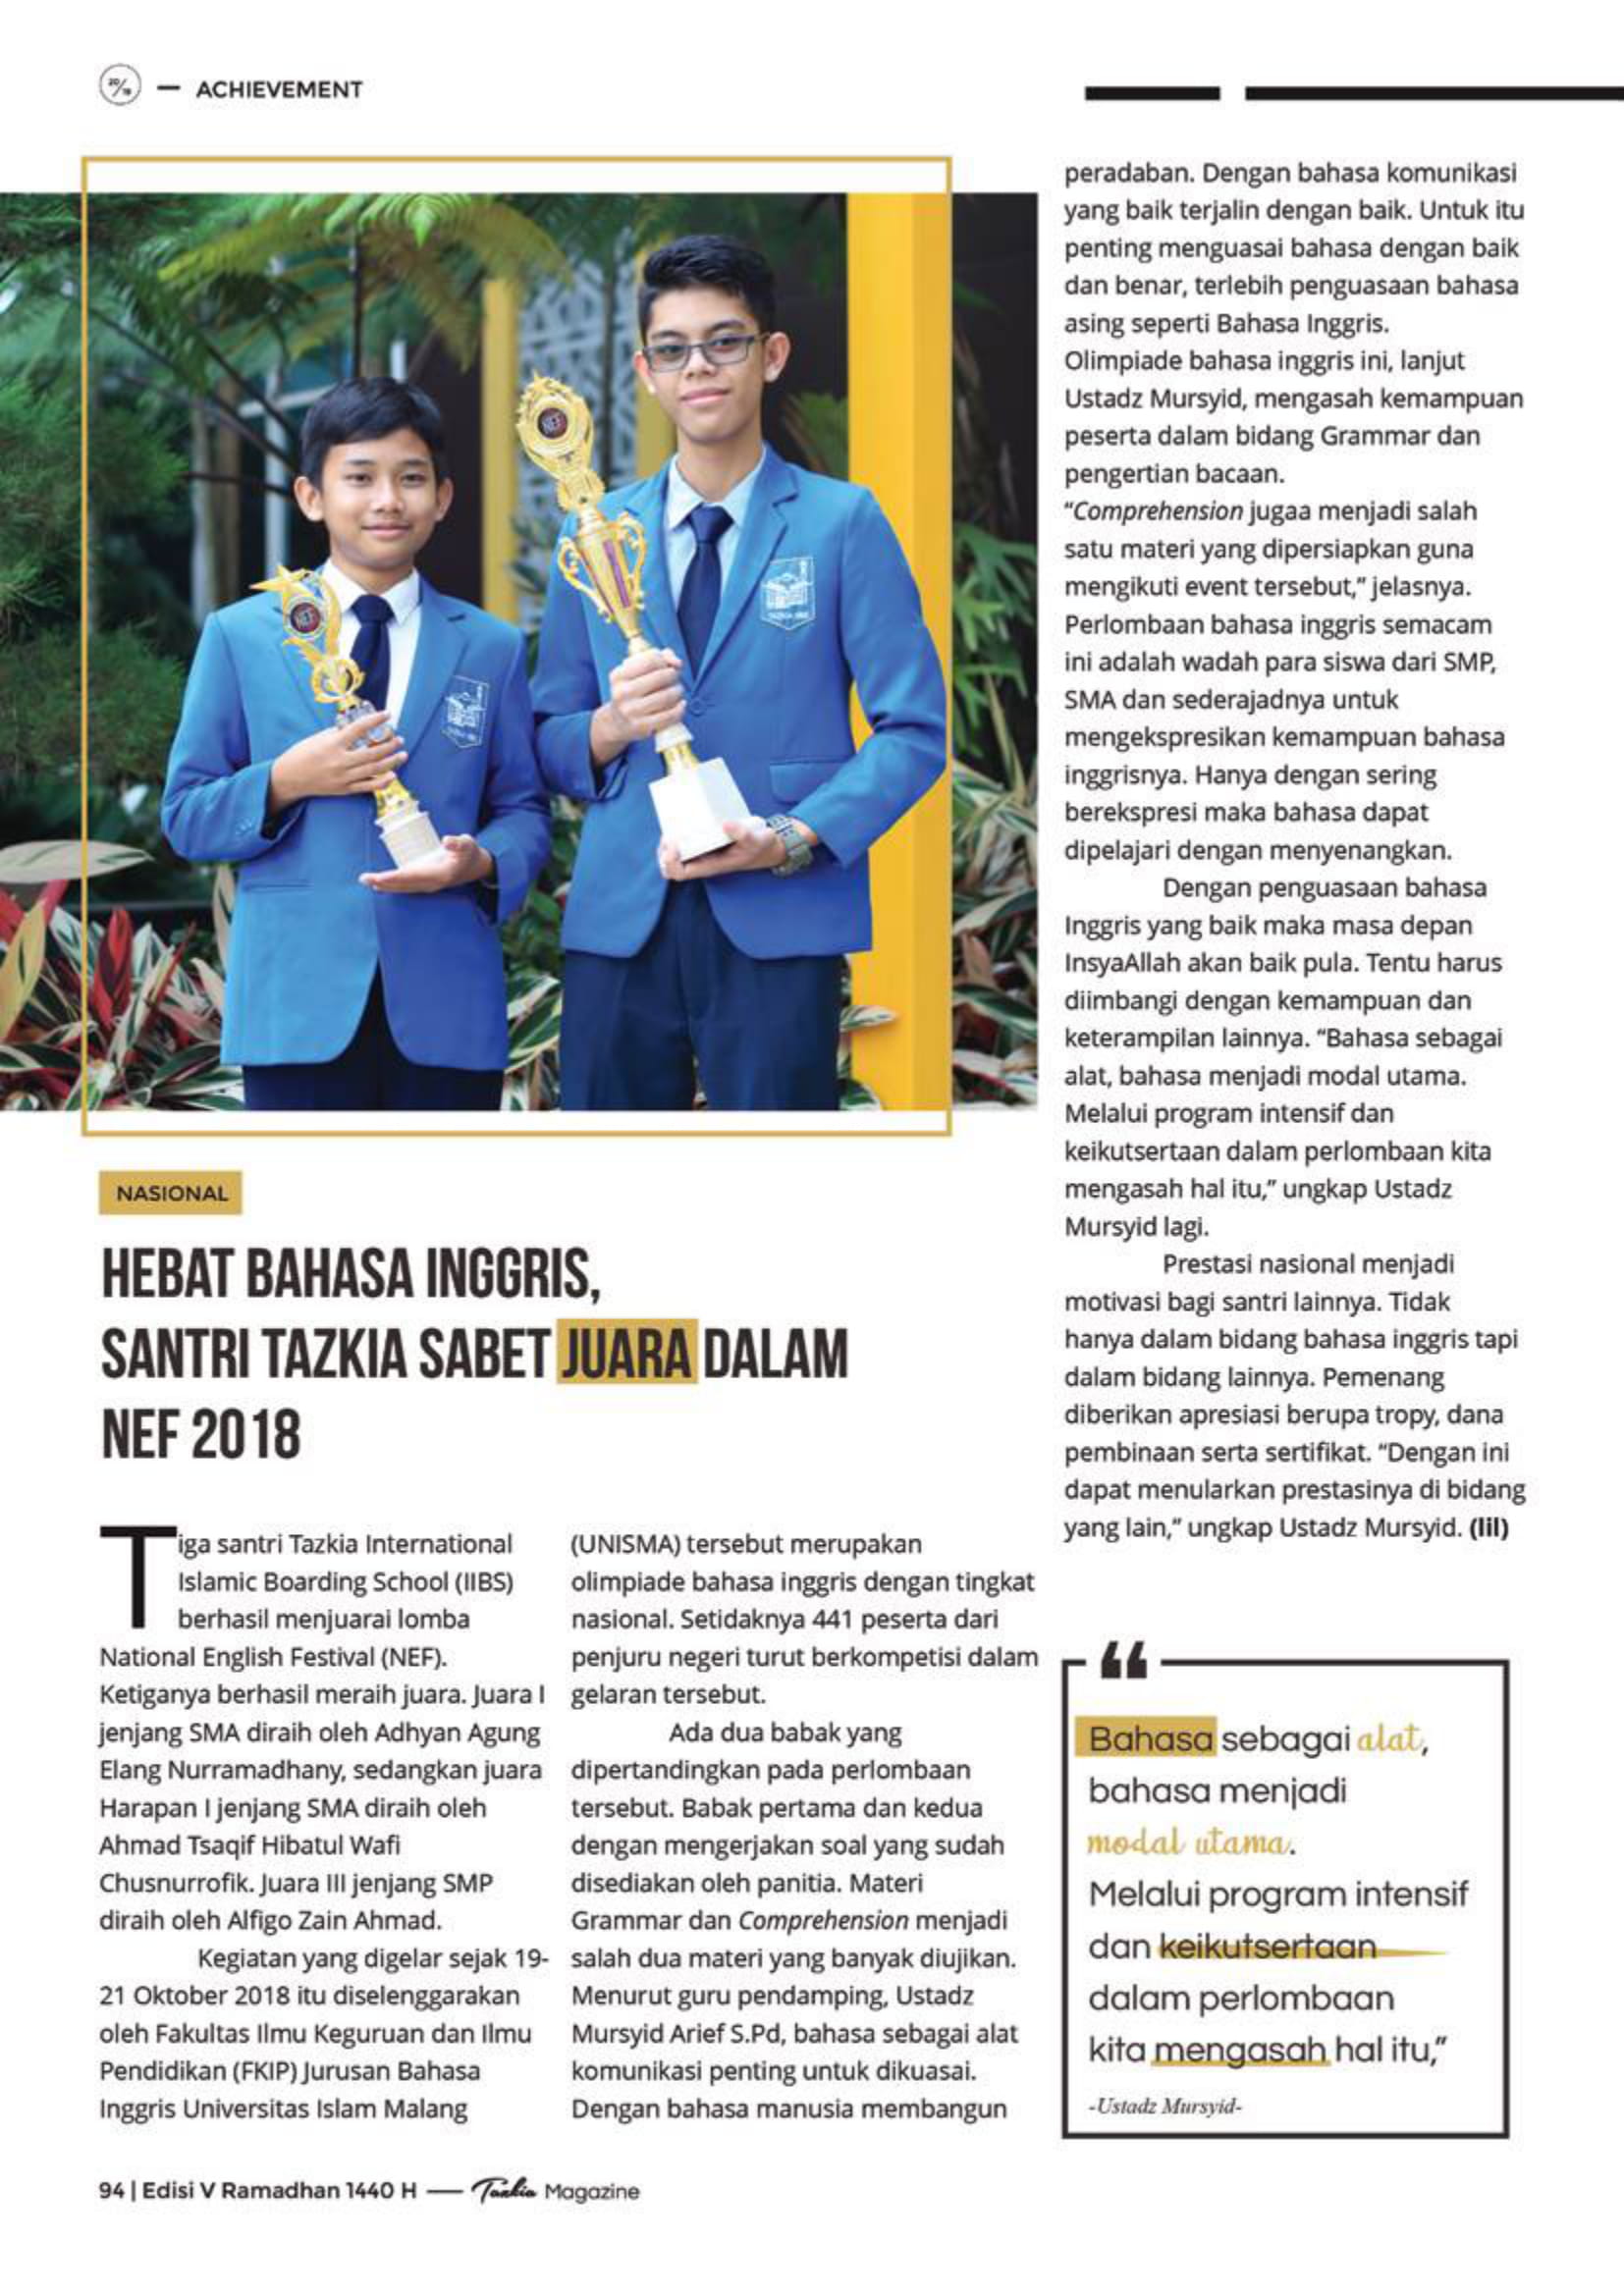 20/19 — ACHIEVEMENT
NEF
NEF
NASIONAL
HEBAT BAHASA INGGRIS,
SANTRI TAZKIA SABET JUARA DALAM
NEF 2018
Tiga santri Tazkia International
Islamic Boarding School (IIBS)
berhasil menjuarai lomba
National English Festival (NEF).
Ketiganya berhasil meraih juara. Juara I
jenjang SMA diraih oleh Adhyan Agung
Elang Nurramadhany, sedangkan juara
Harapan I jenjang SMA diraih oleh
Ahmad Tsaqif Hibatul Wafi
Chusnurrofik. Juara III jenjang SMP
diraih oleh Alfigo Zain Ahmad.
Kegiatan yang digelar sejak 19-
21 Oktober 2018 itu diselenggarakan
oleh Fakultas Ilmu Keguruan dan Ilmu
Pendidikan (FKIP) Jurusan Bahasa
Inggris Universitas Islam Malang
(UNISMA) tersebut merupakan
olimpiade bahasa inggris dengan tingkat
nasional. Setidaknya 441 peserta dari
penjuru negeri turut berkompetisi dalam
gelaran tersebut.
Ada dua babak yang
dipertandingkan pada perlombaan
tersebut. Babak pertama dan kedua
dengan mengerjakan soal yang sudah
disediakan oleh panitia. Materi
Grammar dan Comprehension menjadi
salah dua materi yang banyak diujikan.
Menurut guru pendamping, Ustadz
Mursyid Arief S.Pd, bahasa sebagai alat
komunikasi penting untuk dikuasai.
Dengan bahasa manusia membangun
peradaban. Dengan bahasa komunikasi
yang baik terjalin dengan baik. Untuk itu
penting menguasai bahasa dengan baik
dan benar, terlebih penguasaan bahasa
asing seperti Bahasa Inggris.
Olimpiade bahasa inggris ini, lanjut
Ustadz Mursyid, mengasah kemampuan
peserta dalam bidang Grammar dan
pengertian bacaan.
“Comprehension jugaa menjadi salah
satu materi yang dipersiapkan guna
mengikuti event tersebut,” jelasnya.
Perlombaan bahasa inggris semacam
ini adalah wadah para siswa dari SMP,
SMA dan sederajadnya untuk
mengekspresikan kemampuan bahasa
inggrisnya. Hanya dengan sering
berekspresi maka bahasa dapat
dipelajari dengan menyenangkan.
Dengan penguasaan bahasa
Inggris yang baik maka masa depan
InsyaAllah akan baik pula. Tentu harus
diimbangi dengan kemampuan dan
keterampilan lainnya. “Bahasa sebagai
alat, bahasa menjadi modal utama.
Melalui program intensif dan
keikutsertaan dalam perlombaan kita
mengasah hal itu,” ungkap Ustadz
Mursyid lagi.
Prestasi nasional menjadi
motivasi bagi santri lainnya. Tidak
hanya dalam bidang bahasa inggris tapi
dalam bidang lainnya. Pemenang
diberikan apresiasi berupa tropy, dana
pembinaan serta sertifikat. “Dengan ini
dapat menularkan prestasinya di bidang
yang lain,” ungkap Ustadz Mursyid. (lil)
“
Bahasa sebagai alat,
bahasa menjadi
modal utama.
Melalui program intensif
dan keikutsertaan
dalam perlombaan
kita mengasah hal itu,”
-Ustadz Mursyid-
94 | Edisi V Ramadhan 1440 H — Tazkia Magazine